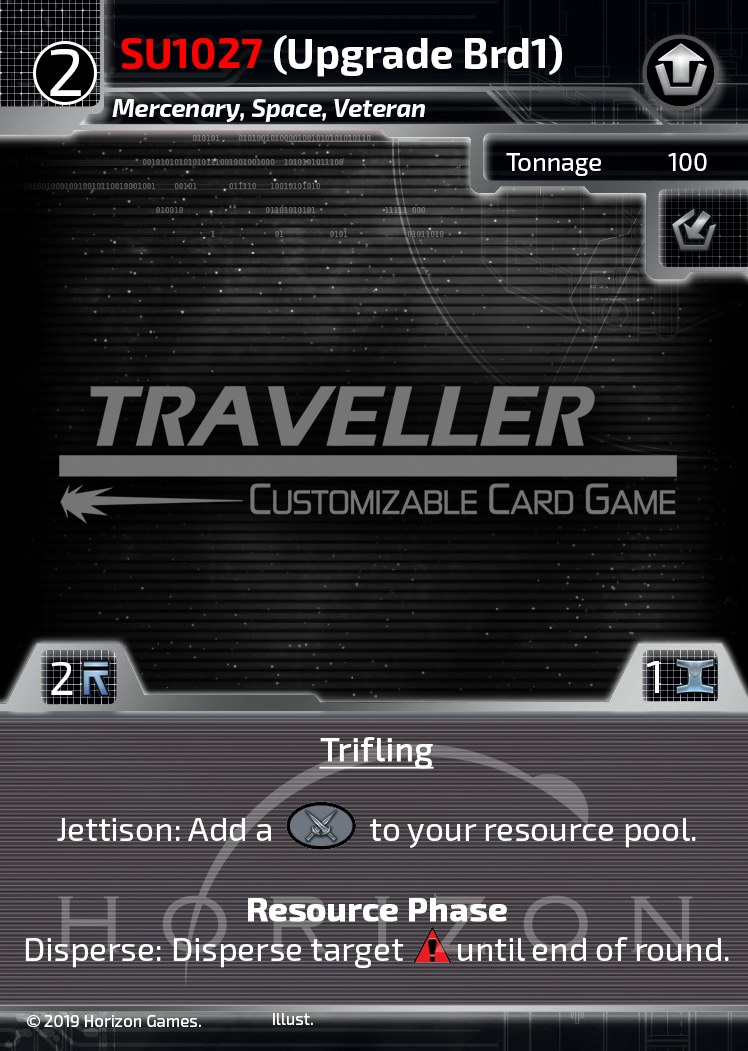 2
SU1027 (Upgrade Brd1)
Mercenary, Space, Veteran
Tonnage 100
TRAVELLER
CUSTOMIZABLE CARD GAME
2
1
Trifling
Jettison: Add a to your resource pool.
HORIZON
Resource Phase
Disperse: Disperse target until end of round.
© 2019 Horizon Games.
Illust.